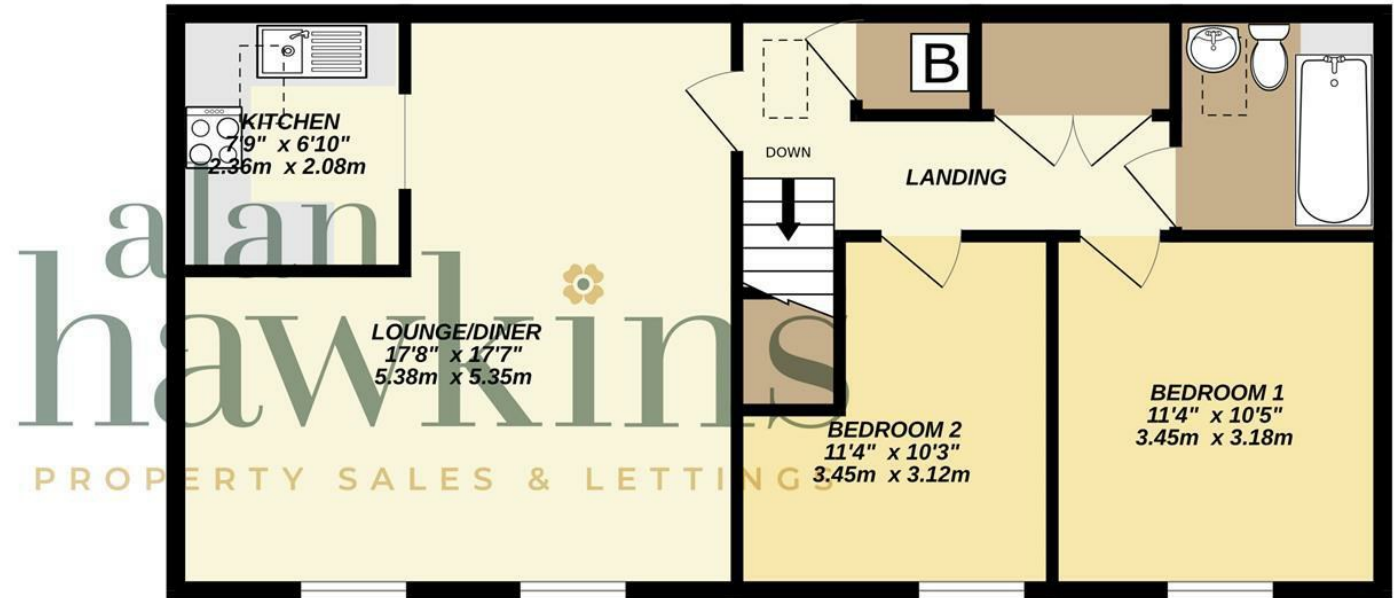 KITCHEN
7'9" x 6'10"
2.36m x 2.08m
B
DOWN
LANDING
LOUNGE/DINER
17'8" x 17'7"
5.38m x 5.35m
BEDROOM 2
11'4" x 10'3"
3.45m x 3.12m
BEDROOM 1
11'4" x 10'5"
3.45m x 3.18m
alan
hawkins
PROPERTY SALES & LETTINGS